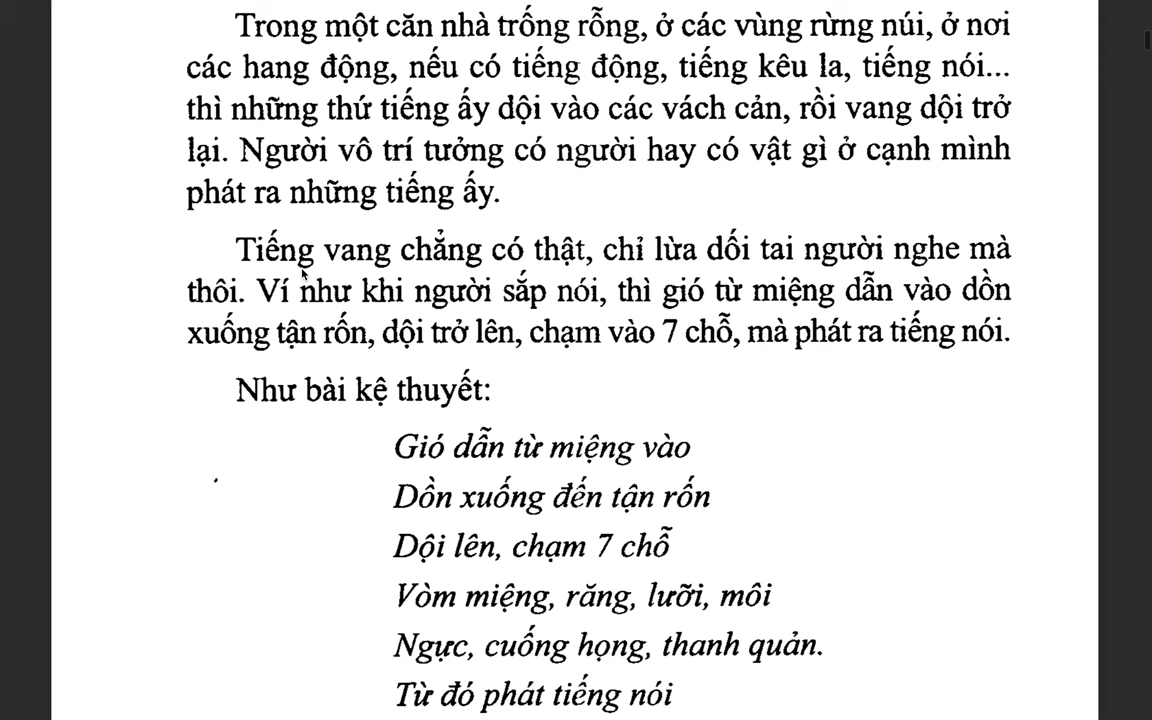 Trong một căn nhà trống rỗng, ở các vùng rừng núi, ở nơi
các hang động, nếu có tiếng động, tiếng kêu la, tiếng nói...
thì những thứ tiếng ấy dội vào các vách cản, rồi vang dội trở
lại. Người vô trí tưởng có người hay có vật gì ở cạnh mình
phát ra những tiếng ấy.
Tiếng vang chẳng có thật, chỉ lừa dối tai người nghe mà
thôi. Ví như khi người sắp nói, thì gió từ miệng dẫn vào dồn
xuống tận rốn, dội trở lên, chạm vào 7 chỗ, mà phát ra tiếng nói.
Như bài kệ thuyết:
Gió dẫn từ miệng vào
Dồn xuống đến tận rốn
Dội lên, chạm 7 chỗ
Vòm miệng, răng, lưỡi, môi
Ngực, cuống họng, thanh quản.
Từ đó phát tiếng nói